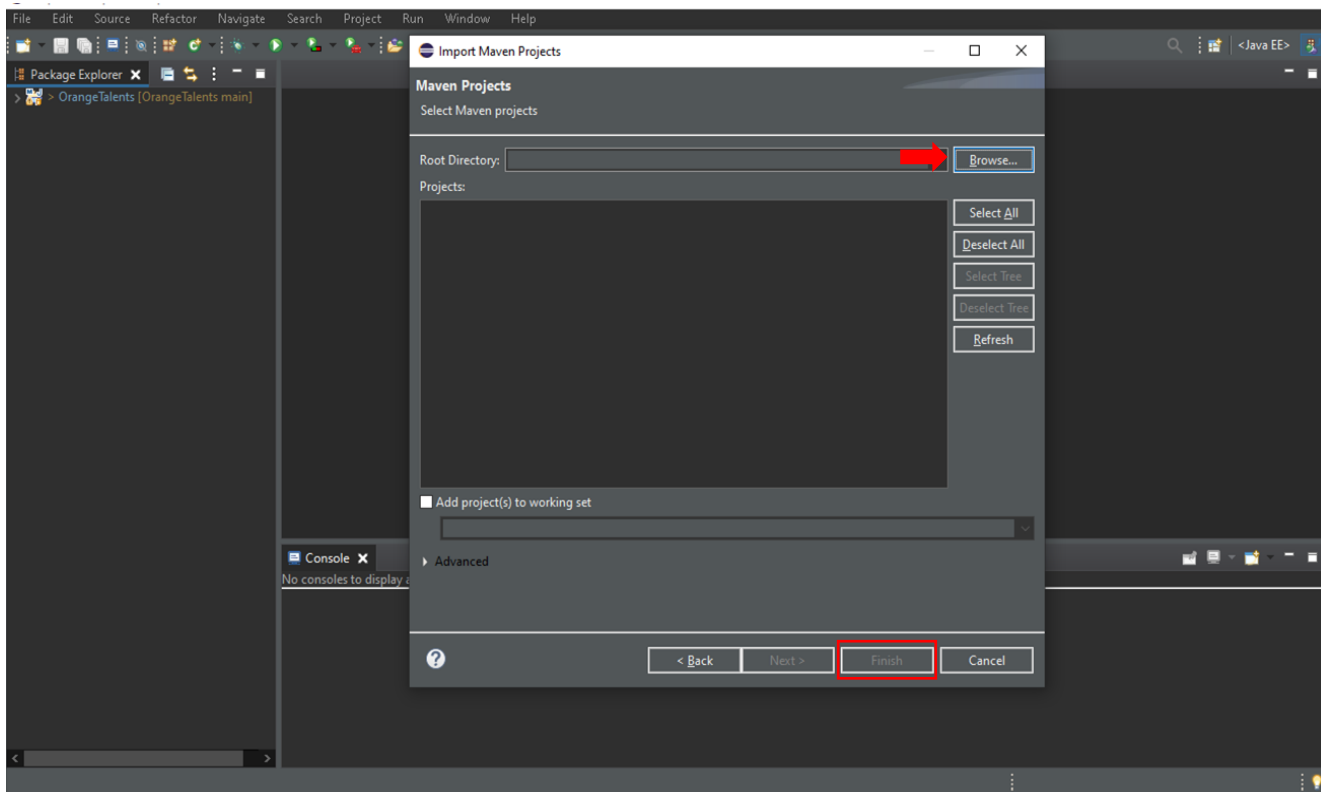 File Edit Source Refactor Navigate Search Project Run Window Help
<Java EE>
Package Explorer
> OrangeTalents [OrangeTalents main]
Import Maven Projects
Maven Projects
Select Maven projects
Root Directory:
Browse...
Projects:
Select All
Deselect All
Select Tree
Deselect Tree
Refresh
Add project(s) to working set
Advanced
Console
No consoles to display
< Back
Next >
Finish
Cancel